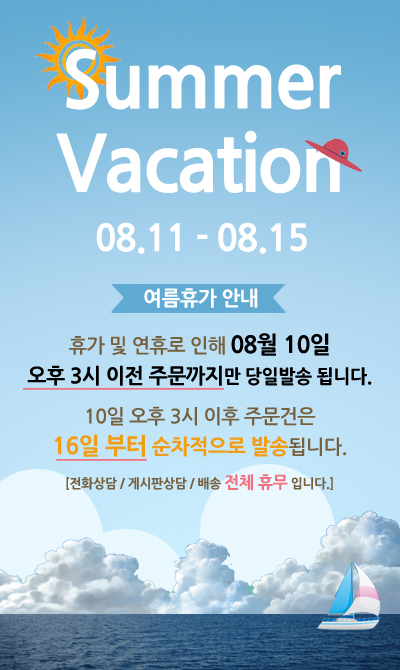 Summer
Vacation
08.11 - 08.15
여름휴가 안내
휴가 및 연휴로 인해 08월 10일
오후 3시 이전 주문까지만 당일발송 됩니다.
10일 오후 3시 이후 주문건은
16일 부터 순차적으로 발송됩니다.
[전화상담 / 게시판상담 / 배송 전체 휴무 입니다.]